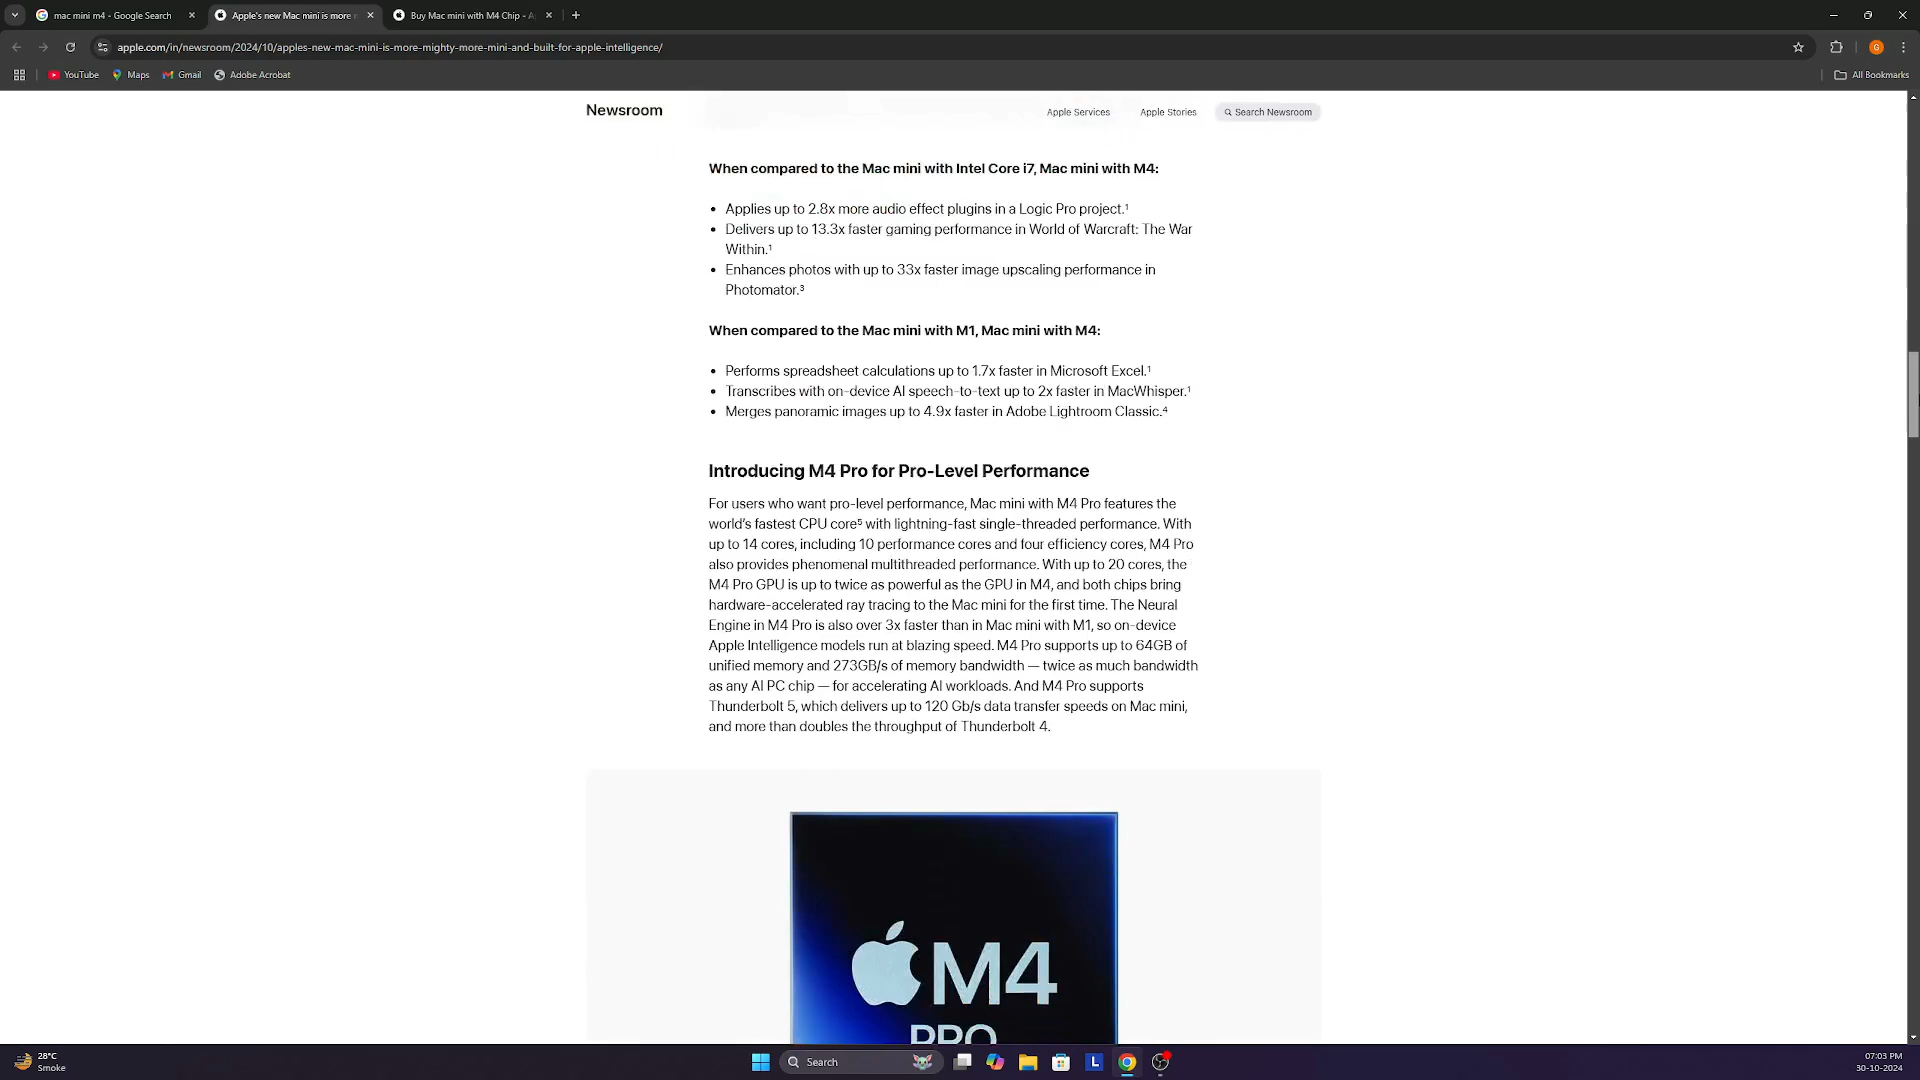 mac mini m4 - Google Search
Apple's new Mac mini is more m
Buy Mac mini with M4 Chip - A
apple.com/in/newsroom/2024/10/apples-new-mac-mini-is-more-mighty-more-mini-and-built-for-apple-intelligence/
G
YouTube
Maps
Gmail
Adobe Acrobat
All Bookmarks
Newsroom
Apple Services
Apple Stories
Search Newsroom
When compared to the Mac mini with Intel Core i7, Mac mini with M4:
• Applies up to 2.8x more audio effect plugins in a Logic Pro project.¹
• Delivers up to 13.3x faster gaming performance in World of Warcraft: The War
Within.¹
• Enhances photos with up to 33x faster image upscaling performance in
Photomator.³
When compared to the Mac mini with M1, Mac mini with M4:
• Performs spreadsheet calculations up to 1.7x faster in Microsoft Excel.¹
• Transcribes with on-device AI speech-to-text up to 2x faster in MacWhisper.¹
• Merges panoramic images up to 4.9x faster in Adobe Lightroom Classic.⁴
Introducing M4 Pro for Pro-Level Performance
For users who want pro-level performance, Mac mini with M4 Pro features the
world's fastest CPU core⁵ with lightning-fast single-threaded performance. With
up to 14 cores, including 10 performance cores and four efficiency cores, M4 Pro
also provides phenomenal multithreaded performance. With up to 20 cores, the
M4 Pro GPU is up to twice as powerful as the GPU in M4, and both chips bring
hardware-accelerated ray tracing to the Mac mini for the first time. The Neural
Engine in M4 Pro is also over 3x faster than in Mac mini with M1, so on-device
Apple Intelligence models run at blazing speed. M4 Pro supports up to 64GB of
unified memory and 273GB/s of memory bandwidth — twice as much bandwidth
as any AI PC chip — for accelerating AI workloads. And M4 Pro supports
Thunderbolt 5, which delivers up to 120 Gb/s data transfer speeds on Mac mini,
and more than doubles the throughput of Thunderbolt 4.
M4
PRO
28°C
Smoke
Search
L
07:03 PM
30-10-2024